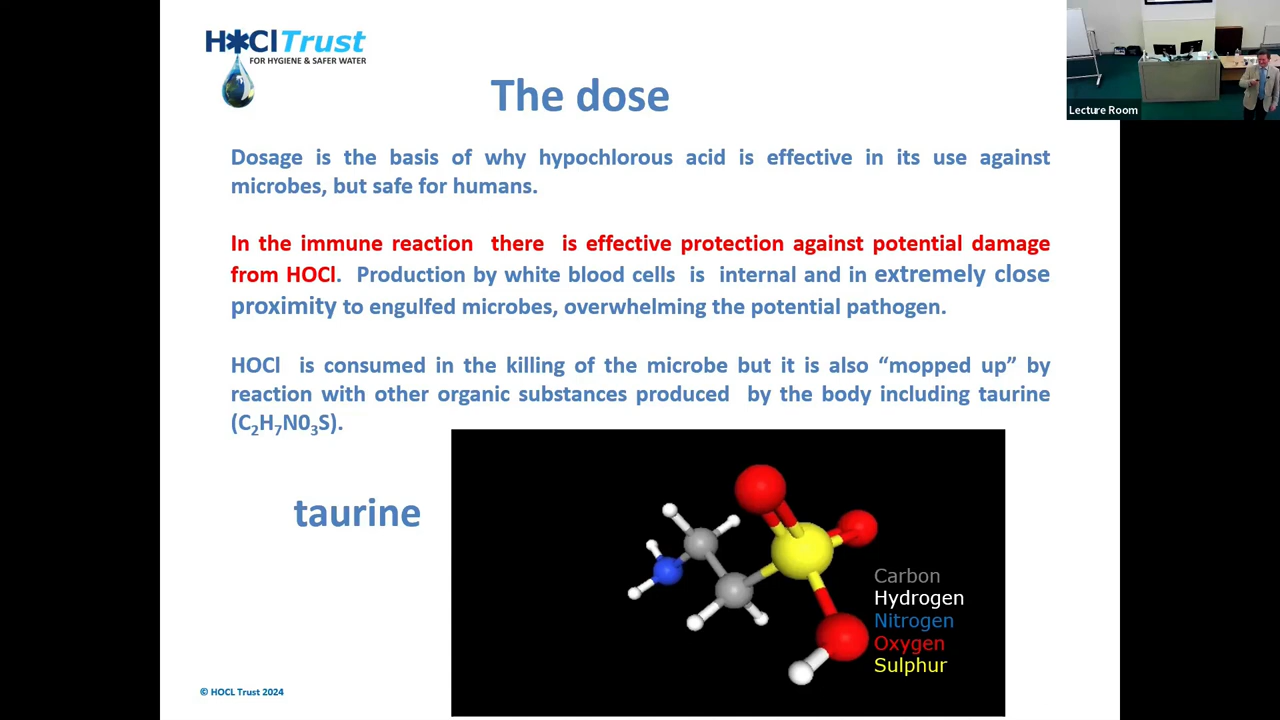 H*Cl Trust
FOR HYGIENE & SAFER WATER
Lecture Room
The dose
Dosage is the basis of why hypochlorous acid is effective in its use against
microbes, but safe for humans.
In the immune reaction there is effective protection against potential damage
from HOCl. Production by white blood cells is internal and in extremely close
proximity to engulfed microbes, overwhelming the potential pathogen.
HOCl is consumed in the killing of the microbe but it is also “mopped up” by
reaction with other organic substances produced by the body including taurine
(C₂H₇N0₃S).
taurine
Carbon
Hydrogen
Nitrogen
Oxygen
Sulphur
© HOCL Trust 2024